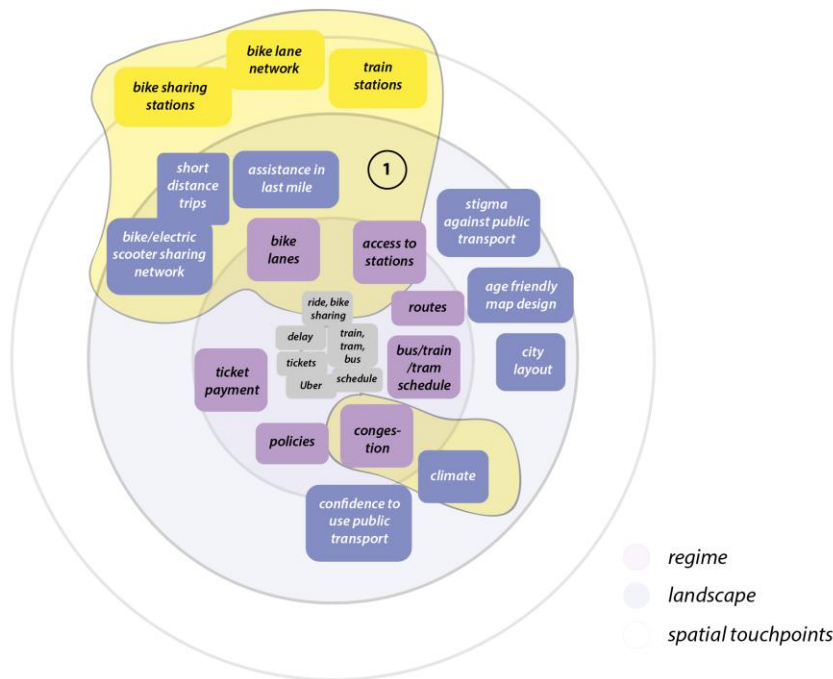 bike lane
network
train
stations
bike sharing
stations
short
distance
trips
assistance in
last mile
1
stigma
against public
transport
bike/electric
scooter sharing
network
bike
lanes
access to
stations
age friendly
map design
ride, bike
sharing
routes
delay
train,
tram,
bus
tickets
Uber
schedule
bus/train
/tram
schedule
city
layout
ticket
payment
policies
conges-
tion
climate
confidence to
use public
transport
regime
landscape
spatial touchpoints